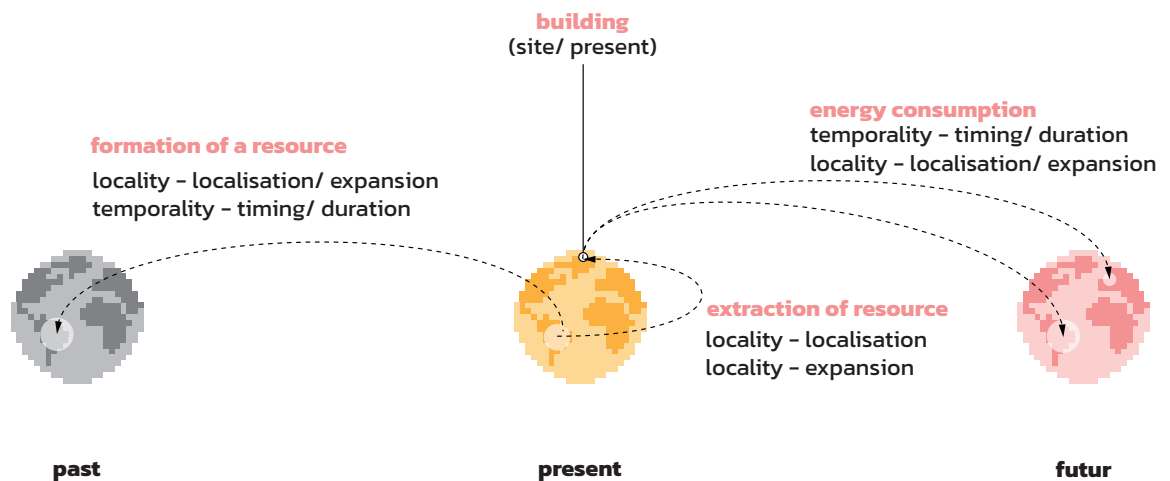 building
(site/ present)
formation of a resource
locality - localisation/ expansion
temporality - timing/ duration
energy consumption
temporality - timing/ duration
locality - localisation/ expansion
extraction of resource
locality - localisation
locality - expansion
past
present
futur